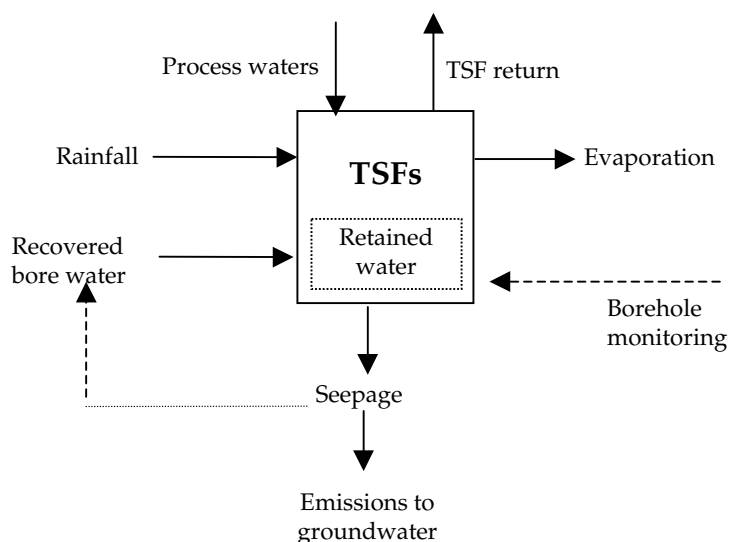 Process waters
TSF return
Rainfall
TSFs
Evaporation
Recovered
bore water
Retained
water
Borehole
monitoring
Seepage
Emissions to
groundwater